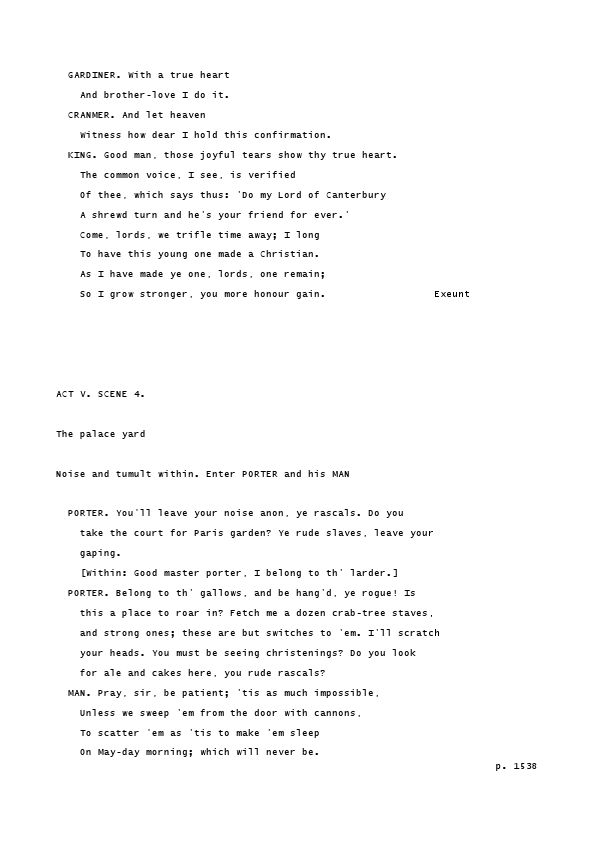 GARDINER. With a true heart
And brother-love I do it.
CRANMER. And let heaven
Witness how dear I hold this confirmation.
KING. Good man, those joyful tears show thy true heart.
The common voice, I see, is verified
Of thee, which says thus: 'Do my Lord of Canterbury
A shrewd turn and he's your friend for ever.'
Come, lords, we trifle time away; I long
To have this young one made a Christian.
As I have made ye one, lords, one remain;
So I grow stronger, you more honour gain. Exeunt
ACT V. SCENE 4.
The palace yard
Noise and tumult within. Enter PORTER and his MAN
PORTER. You'll leave your noise anon, ye rascals. Do you
take the court for Paris garden? Ye rude slaves, leave your
gaping.
[Within: Good master porter, I belong to th' larder.]
PORTER. Belong to th' gallows, and be hang'd, ye rogue! Is
this a place to roar in? Fetch me a dozen crab-tree staves,
and strong ones; these are but switches to 'em. I'll scratch
your heads. You must be seeing christenings? Do you look
for ale and cakes here, you rude rascals?
MAN. Pray, sir, be patient; 'tis as much impossible,
Unless we sweep 'em from the door with cannons,
To scatter 'em as 'tis to make 'em sleep
On May-day morning; which will never be.
p. 1538